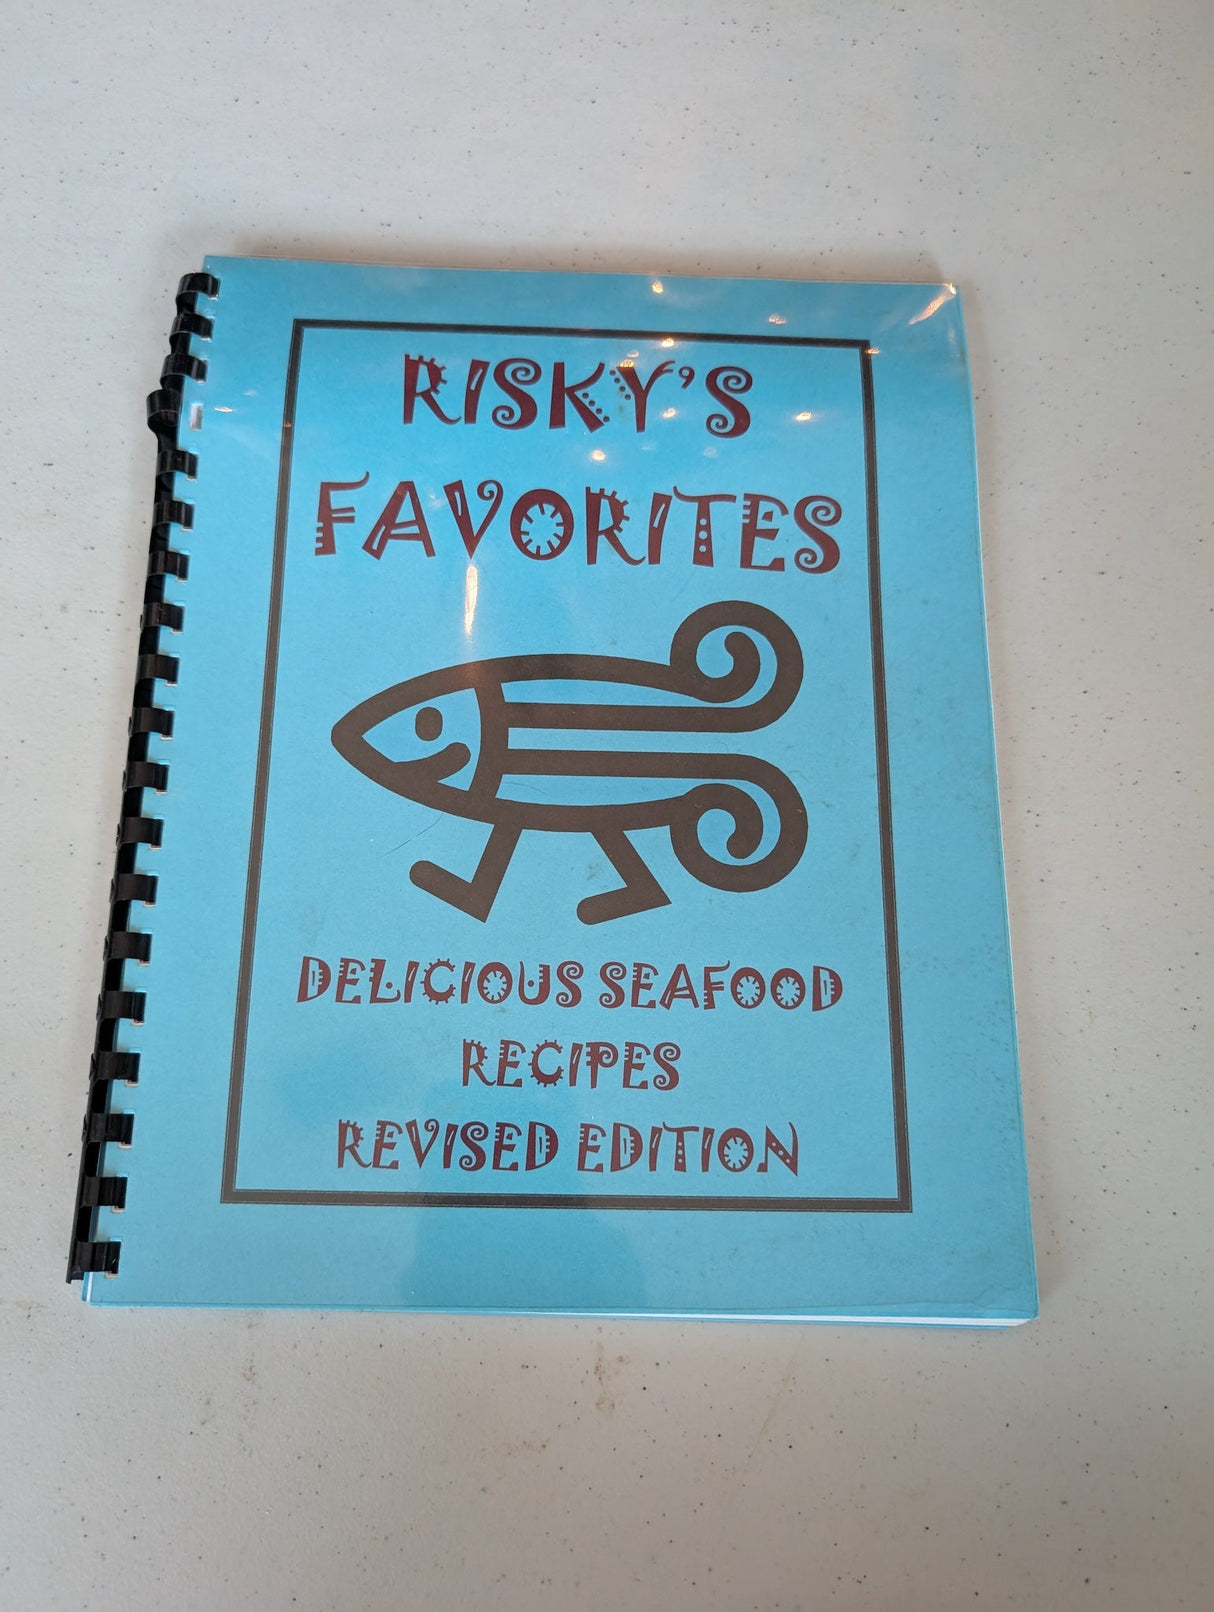 RISKY'S
FAVORITES
DELICIOUS SEAFOOD
RECIPES
REVISED EDITION